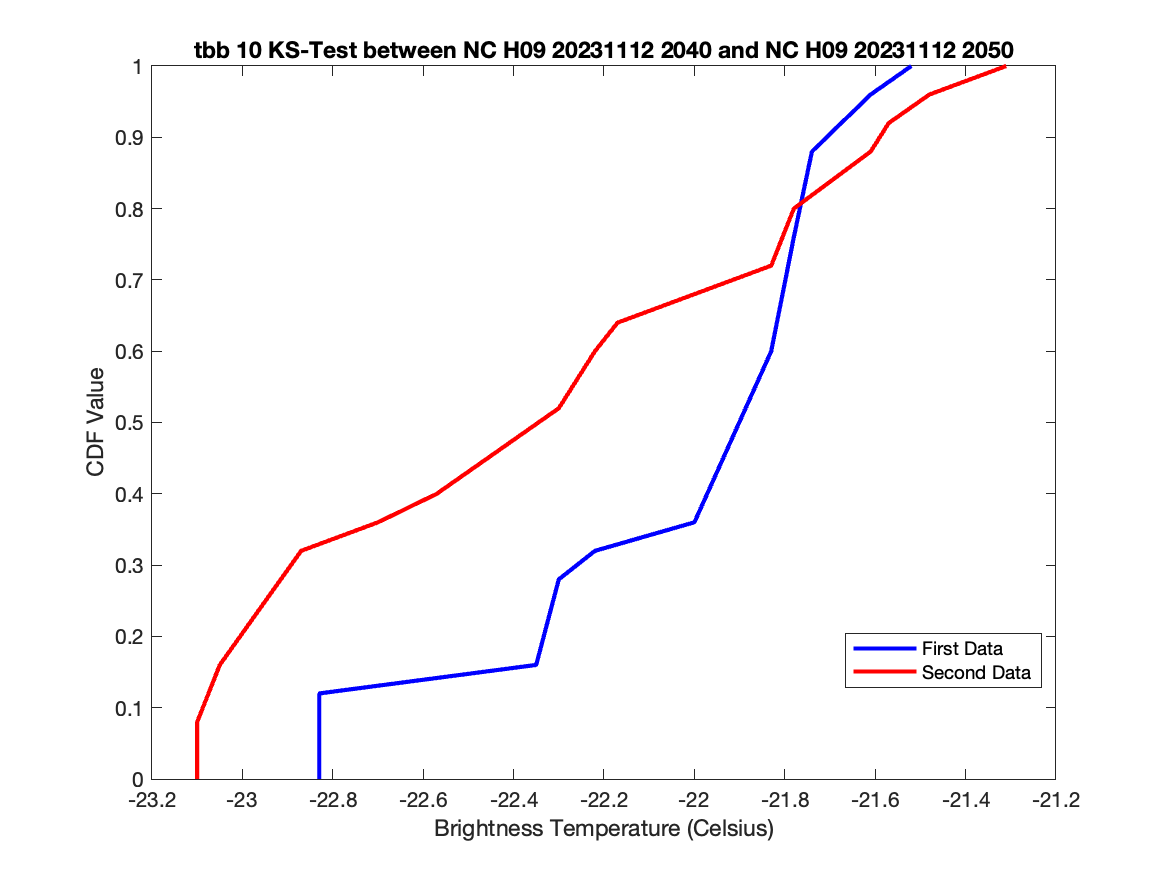 tbb 10 KS-Test between NC H09 20231112 2040 and NC H09 20231112 2050
1
0.9
0.8
0.7
0.6
0.5
0.4
0.3
0.2
0.1
0
CDF Value
First Data
Second Data
-23.2 -23 -22.8 -22.6 -22.4 -22.2 -22 -21.8 -21.6 -21.4 -21.2
Brightness Temperature (Celsius)